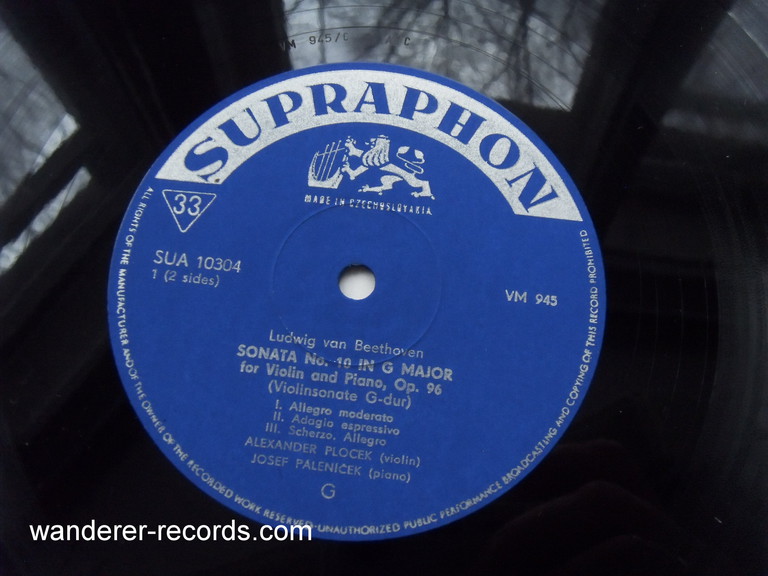 VM 945/C
SUPRAPHON
MADE IN CZECHOSLOVAKIA
33
SUA 10304
1 (2 sides)
VM 945
Ludwig van Beethoven
SONATA No. 10 IN G MAJOR
for Violin and Piano, Op. 96
(Violinsonate G-dur)
I. Allegro moderato
II. Adagio espressivo
III. Scherzo. Allegro
ALEXANDER PLOCEK (violin)
JOSEF PALENÍČEK (piano)
G
ALL RIGHTS OF THE MANUFACTURER AND OF THE OWNER OF THE RECORDED WORK RESERVED-UNAUTHORIZED PUBLIC PERFORMANCE BROADCASTING AND COPYING OF THIS RECORD PROHIBITED
wanderer-records.com